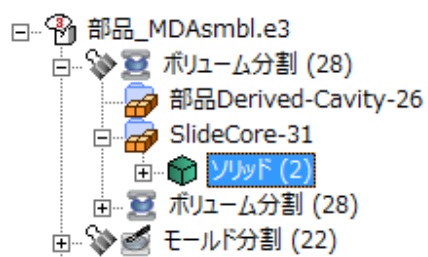 部品_MDAsmbl.e3
ボリューム分割 (28)
部品Derived-Cavity-26
SlideCore-31
ソリッド (2)
ボリューム分割 (28)
モールド分割 (22)